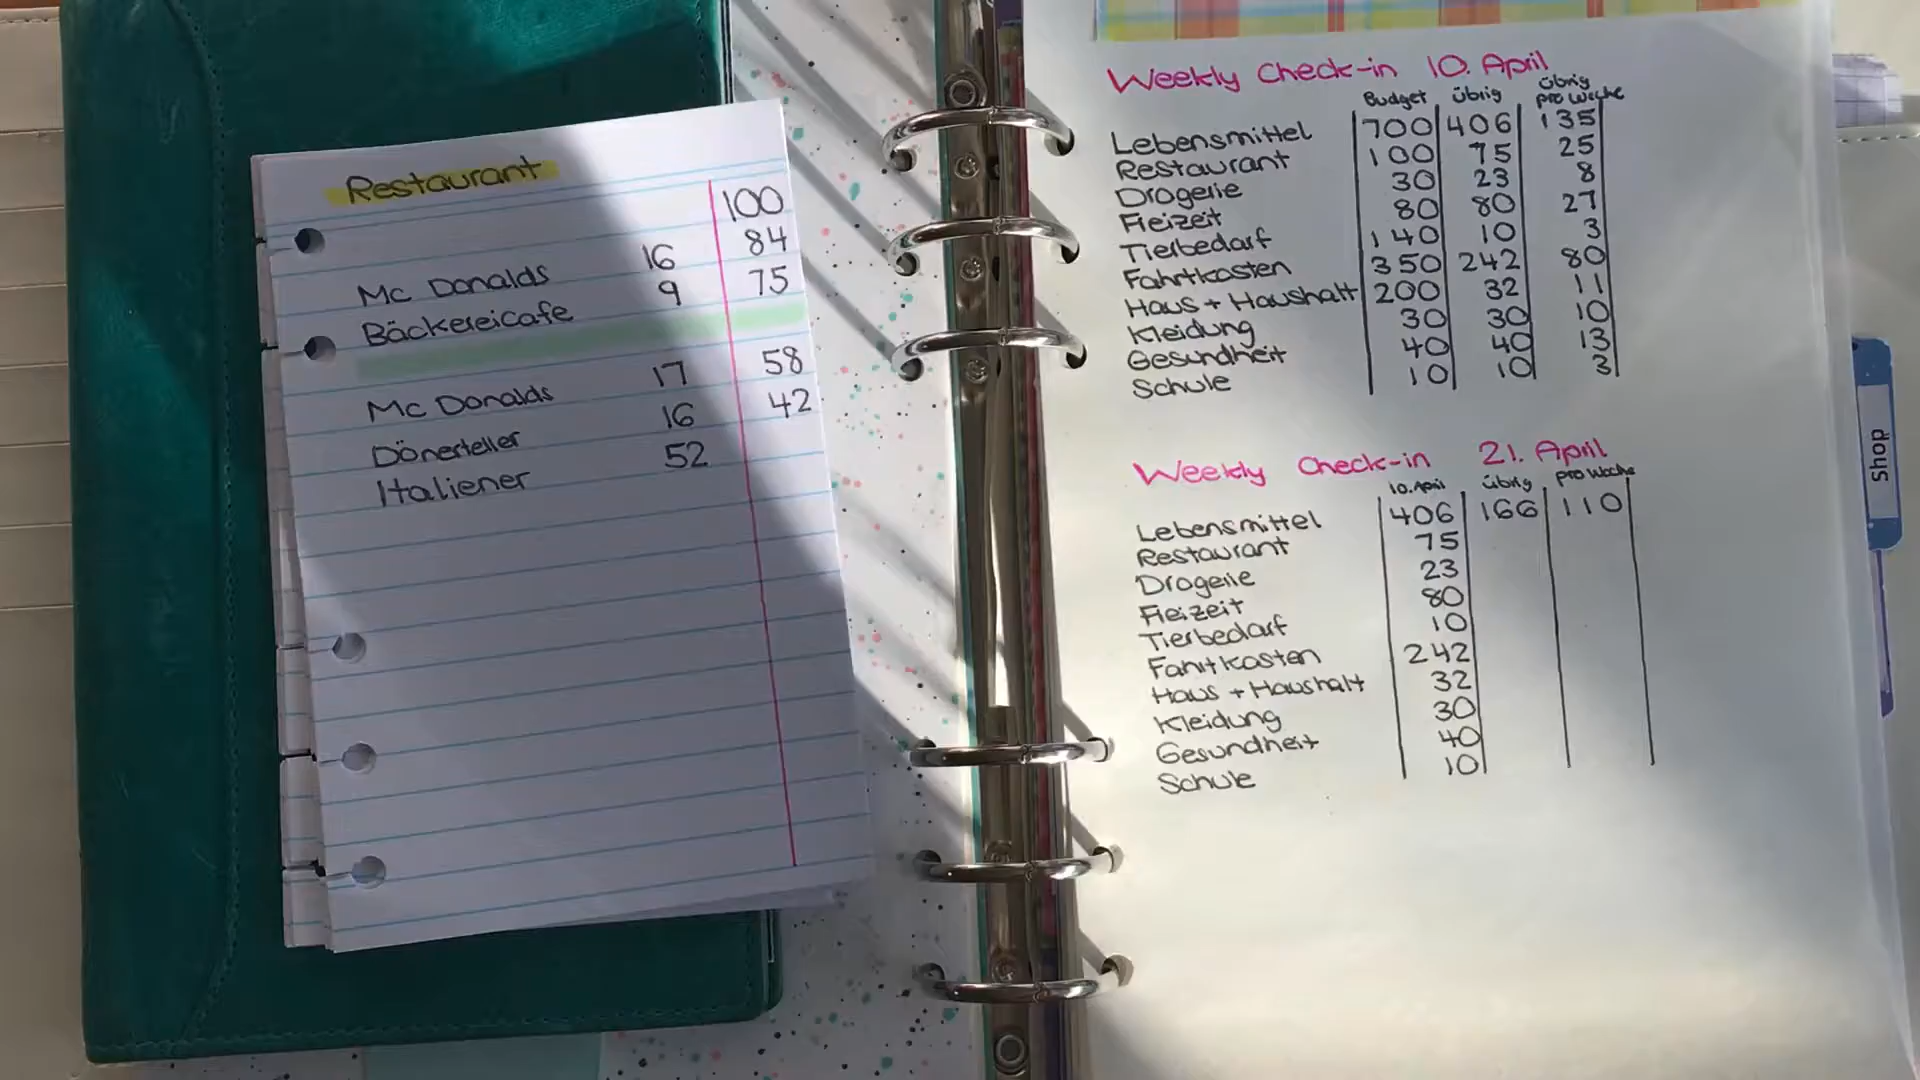 Restaurant
100
Mc Donalds 16 84
Bäckereicafe 9 75
Mc Donalds 17 58
Dönerteller 16 42
Italiener 52
Weekly Check-in 10. April
Budget übrig übrig pro Woche
Lebensmittel 700 406 135
Restaurant 100 75 25
Drogerie 30 23 8
Freizeit 80 80 27
Tierbedarf 140 10 3
Fahrtkosten 350 242 80
Haus + Haushalt 200 32 11
Kleidung 30 30 10
Gesundheit 40 40 13
Schule 10 10 3
Weekly Check-in 21. April
10. April übrig pro Woche
Lebensmittel 406 166 110
Restaurant 75
Drogerie 23
Freizeit 80
Tierbedarf 10
Fahrtkosten 242
Haus + Haushalt 32
Kleidung 30
Gesundheit 40
Schule 10
Shop